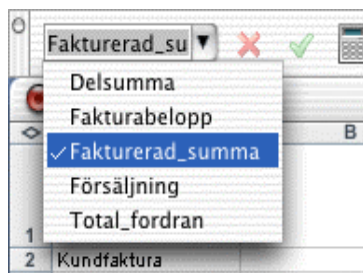 Fakturerad_su
Delsumma
Fakturabelopp
Fakturerad_summa
B
Försäljning
Total_fordran
1
2 Kundfaktura